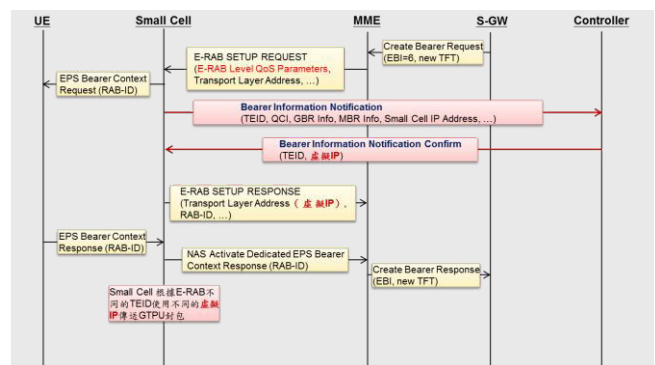 UE Small Cell MME S-GW Controller
Create Bearer Request
(EBI=6, new TFT)
E-RAB SETUP REQUEST
(E-RAB Level QoS Parameters,
Transport Layer Address, ...)
EPS Bearer Context
Request (RAB-ID)
Bearer Information Notification
(TEID, QCI, GBR Info, MBR Info, Small Cell IP Address, ...)
Bearer Information Notification Confirm
(TEID, 虛擬IP)
E-RAB SETUP RESPONSE
(Transport Layer Address (虛擬IP),
RAB-ID, ...)
EPS Bearer Context
Response (RAB-ID)
NAS Activate Dedicated EPS Bearer
Context Response (RAB-ID)
Create Bearer Response
(EBI, new TFT)
Small Cell 根據E-RAB不
同的TEID使用不同的虛擬
IP傳送GTPU封包